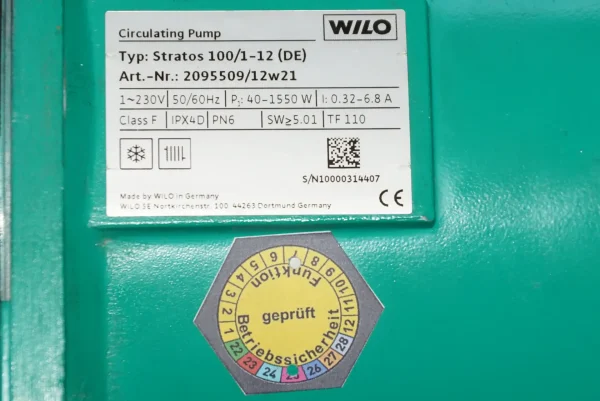 Circulating Pump
WILO
Typ: Stratos 100/1-12 (DE)
Art.-Nr.: 2095509/12w21
1~230V 50/60Hz P₁: 40-1550 W I: 0.32-6.8 A
Class F IPX4D PN6 SW≥5.01 TF 110
S/N10000314407
Made by WILO in Germany
WILO SE Nortkirchenstr. 100 44263 Dortmund Germany
CE
1 2 3 4 5 6 7 8 9 10 11 12
Funktion
geprüft
Betriebssicherheit
22 23 24 25 26 27 28